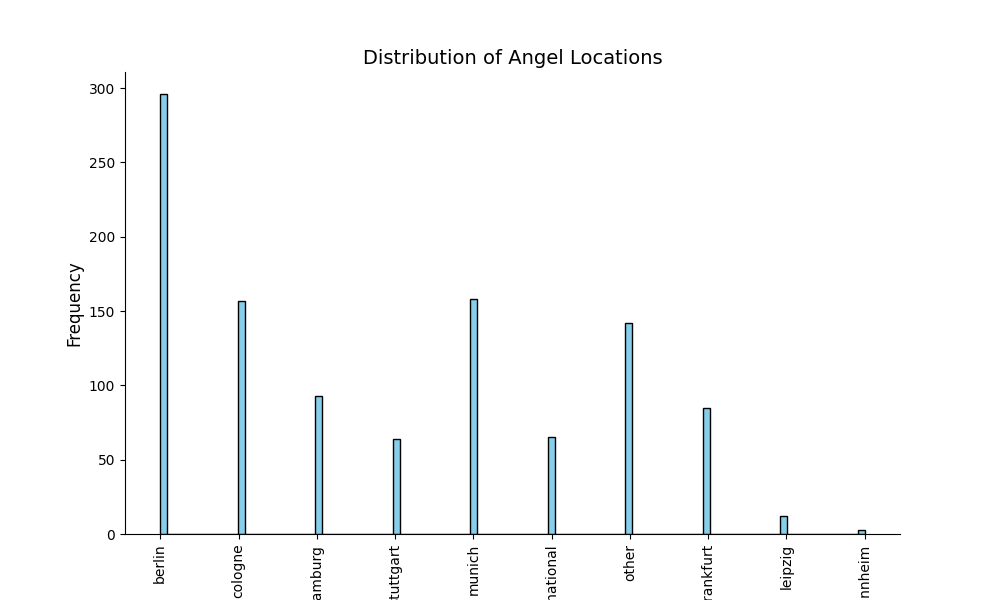 Distribution of Angel Locations
Frequency
300
250
200
150
100
50
0
berlin
cologne
amburg
tuttgart
munich
national
other
rankfurt
leipzig
nnheim